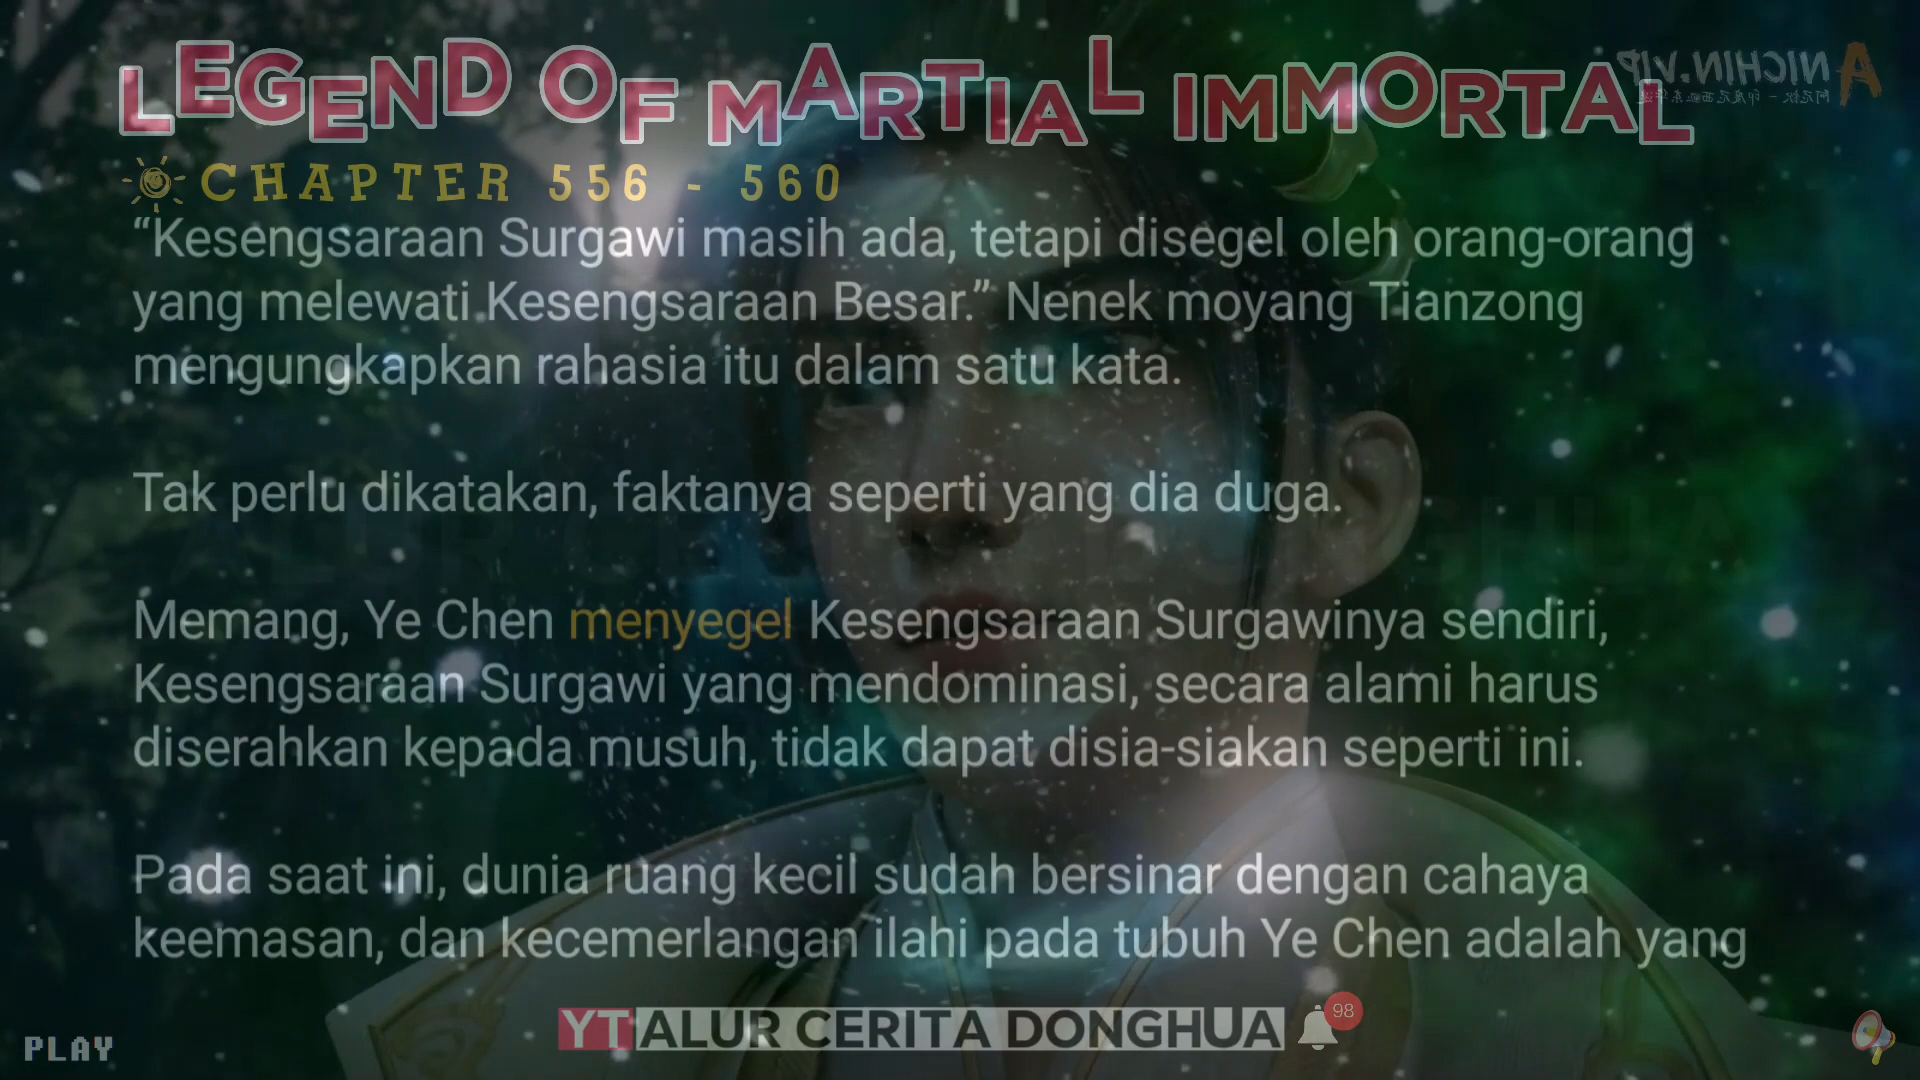 LEGEND OF MARTIAL IMMORTAL
ANICHIN.VIP
CHAPTER 556 - 560
“Kesengsaraan Surgawi masih ada, tetapi disegel oleh orang-orang
yang melewati Kesengsaraan Besar.” Nenek moyang Tianzong
mengungkapkan rahasia itu dalam satu kata.
Tak perlu dikatakan, faktanya seperti yang dia duga.
ALUR CERITA DONGHUA
Memang, Ye Chen menyegel Kesengsaraan Surgawinya sendiri,
Kesengsaraan Surgawi yang mendominasi, secara alami harus
diserahkan kepada musuh, tidak dapat disia-siakan seperti ini.
Pada saat ini, dunia ruang kecil sudah bersinar dengan cahaya
keemasan, dan kecemerlangan ilahi pada tubuh Ye Chen adalah yang
YT ALUR CERITA DONGHUA 98
PLAY